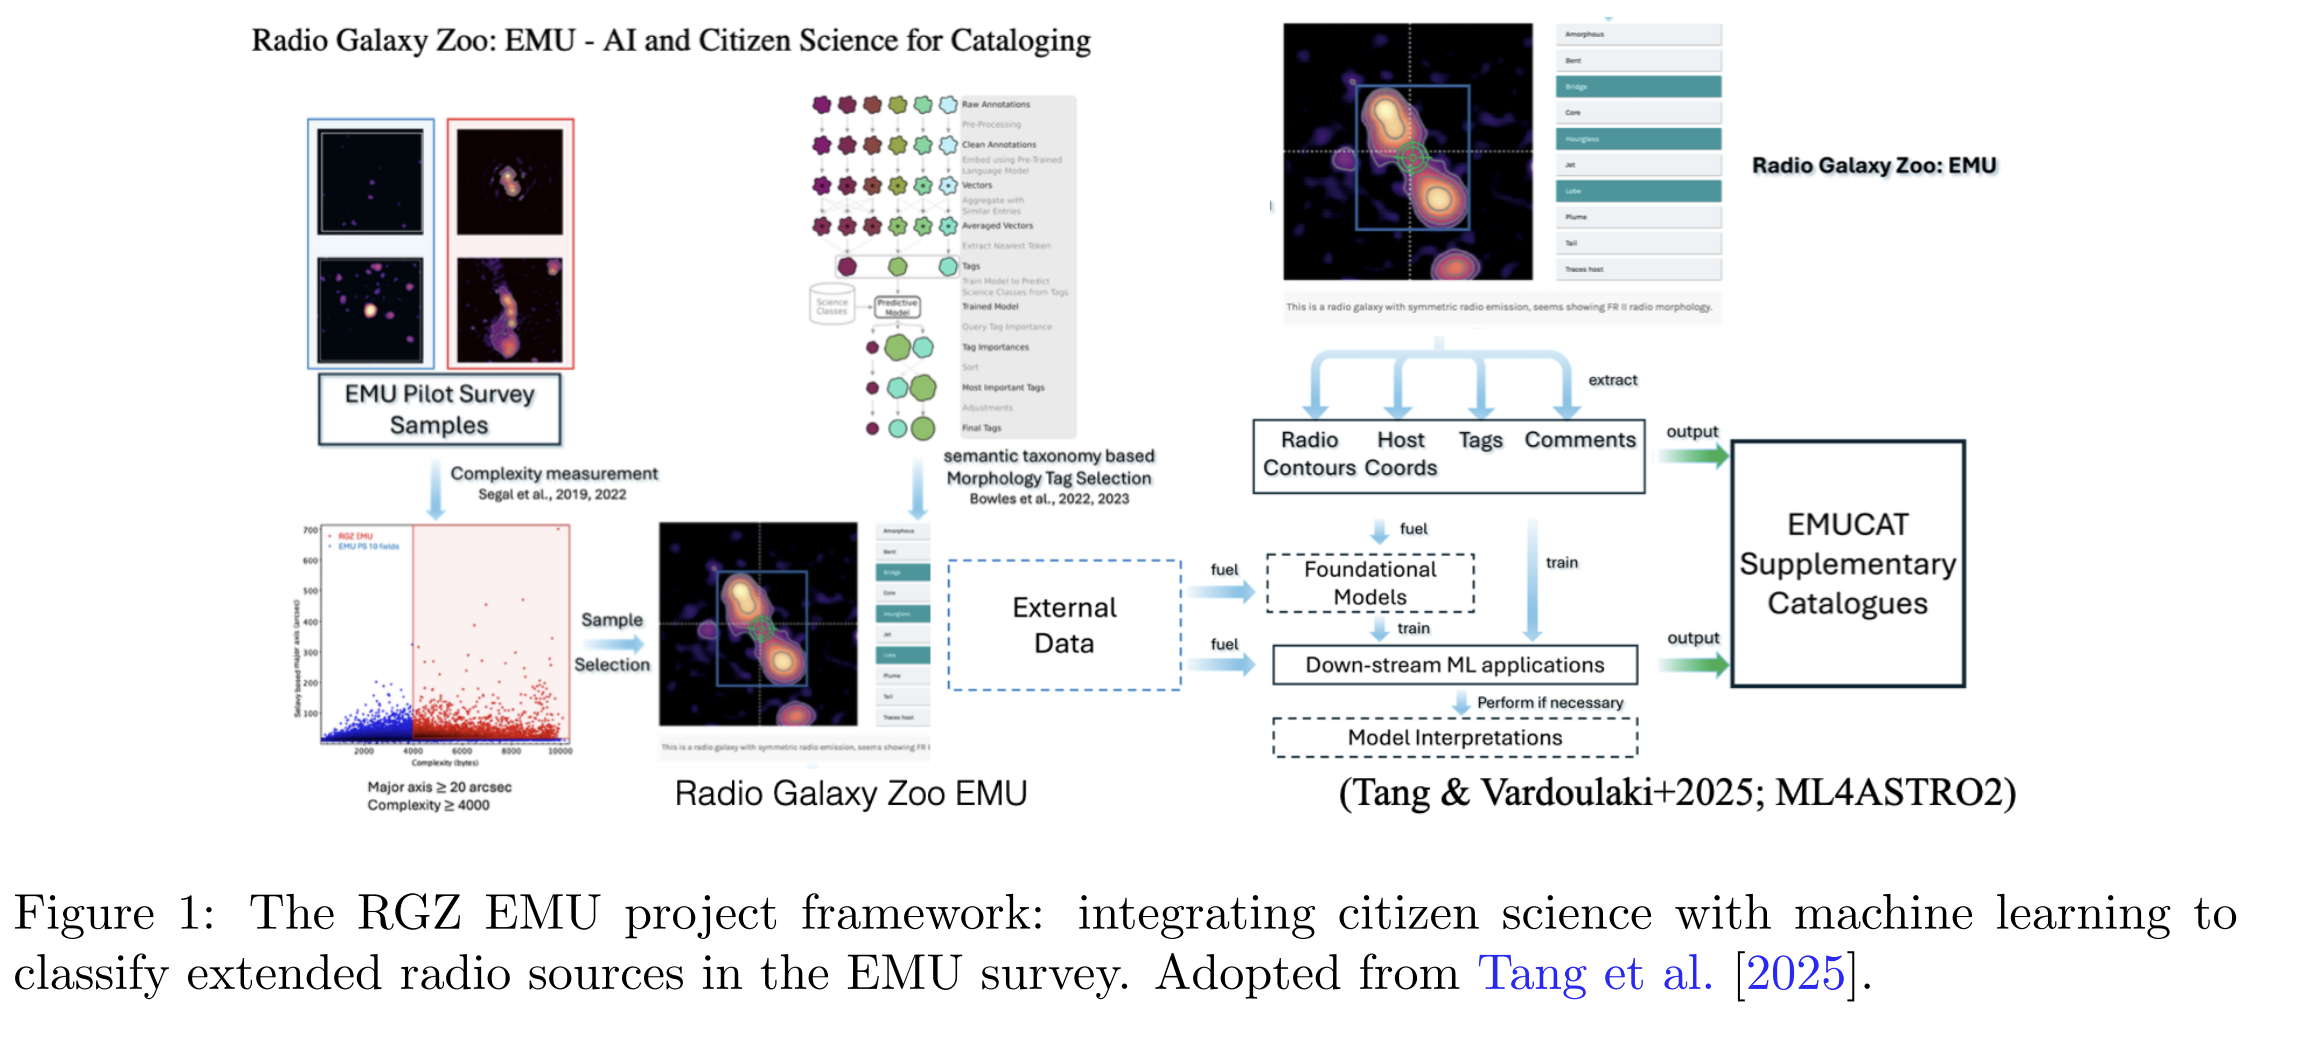 Radio Galaxy Zoo: EMU - AI and Citizen Science for Cataloging
EMU Pilot Survey
Samples
Complexity measurement
Segal et al., 2019, 2022
700
600
500
400
300
200
100
RGZ EMU
EMU PS 10 fields
Selavy based major axis (arcsec)
2000
4000
6000
8000
10000
Complexity (bytes)
Major axis ≥ 20 arcsec
Complexity ≥ 4000
Sample
Selection
Raw Annotations
Pre-Processing
Clean Annotations
Embed using Pre-Trained
Language Model
Vectors
Aggregate with
Similar Entries
Averaged Vectors
Extract Nearest Token
Tags
Train Model to Predict
Science Classes from Tags
Science
Classes
Predictive
Model
Trained Model
Query Tag Importance
Tag Importances
Sort
Most Important Tags
Adjustments
Final Tags
semantic taxonomy based
Morphology Tag Selection
Bowles et al., 2022, 2023
Amorphous
Bent
Bridge
Core
Hourglass
Jet
Lobe
Plume
Tail
Traces host
This is a radio galaxy with symmetric radio emission, seems showing FR I
Radio Galaxy Zoo EMU
Amorphous
Bent
Bridge
Core
Hourglass
Jet
Lobe
Plume
Tail
Traces host
This is a radio galaxy with symmetric radio emission, seems showing FR II radio morphology.
Radio Galaxy Zoo: EMU
extract
Radio
Contours
Host
Coords
Tags
Comments
output
fuel
train
External
Data
fuel
fuel
Foundational
Models
train
Down-stream ML applications
output
Perform if necessary
Model Interpretations
EMUCAT
Supplementary
Catalogues
(Tang & Vardoulaki+2025; ML4ASTRO2)
Figure 1: The RGZ EMU project framework: integrating citizen science with machine learning to
classify extended radio sources in the EMU survey. Adopted from Tang et al. [2025].